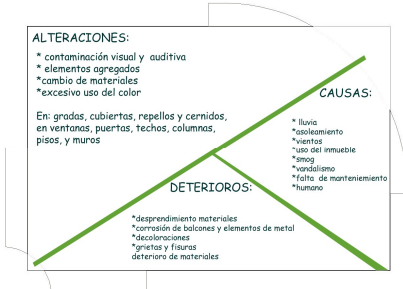 ALTERACIONES:
* contaminación visual y auditiva
* elementos agregados
*cambio de materiales
*excesivo uso del color
En: gradas, cubiertas, repellos y cernidos,
en ventanas, puertas, techos, columnas,
pisos, y muros
CAUSAS:
* lluvia
*asoleamiento
*vientos
*uso del inmueble
*smog
*vandalismo
*falta de manteniemiento
*humano
DETERIOROS:
*desprendimiento materiales
*corrosión de balcones y elementos de metal
*decoloraciones
*grietas y fisuras
deterioro de materiales